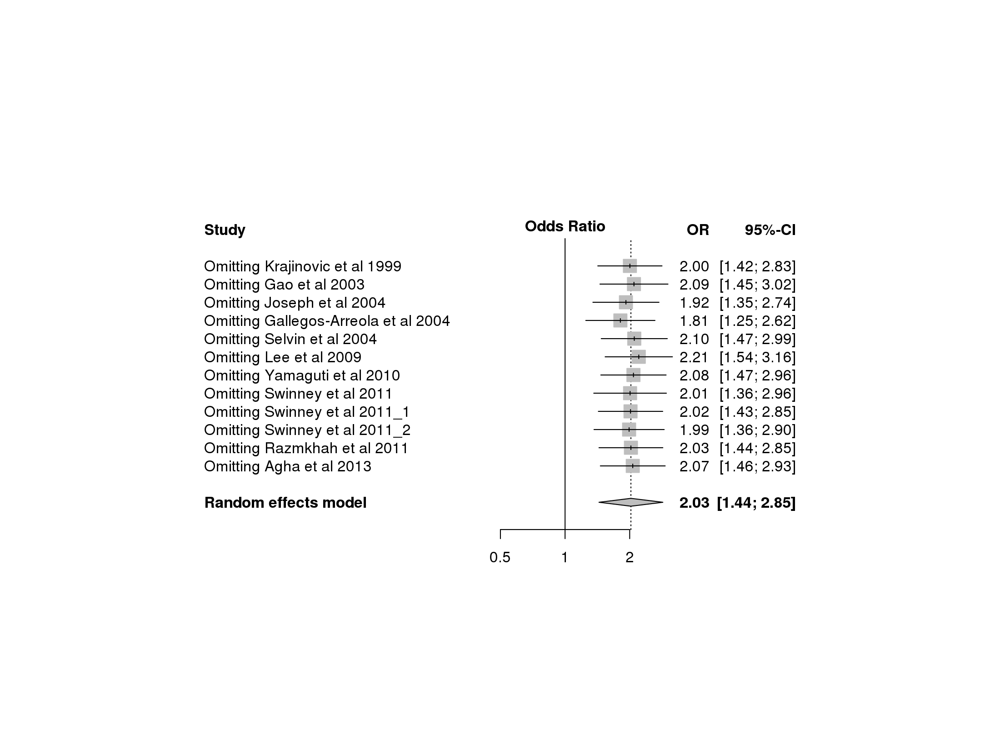 Study Odds Ratio OR 95%-CI
Omitting Krajinovic et al 1999 2.00 [1.42; 2.83]
Omitting Gao et al 2003 2.09 [1.45; 3.02]
Omitting Joseph et al 2004 1.92 [1.35; 2.74]
Omitting Gallegos-Arreola et al 2004 1.81 [1.25; 2.62]
Omitting Selvin et al 2004 2.10 [1.47; 2.99]
Omitting Lee et al 2009 2.21 [1.54; 3.16]
Omitting Yamaguti et al 2010 2.08 [1.47; 2.96]
Omitting Swinney et al 2011 2.01 [1.36; 2.96]
Omitting Swinney et al 2011_1 2.02 [1.43; 2.85]
Omitting Swinney et al 2011_2 1.99 [1.36; 2.90]
Omitting Razmkhah et al 2011 2.03 [1.44; 2.85]
Omitting Agha et al 2013 2.07 [1.46; 2.93]
Random effects model 2.03 [1.44; 2.85]
0.5 1 2